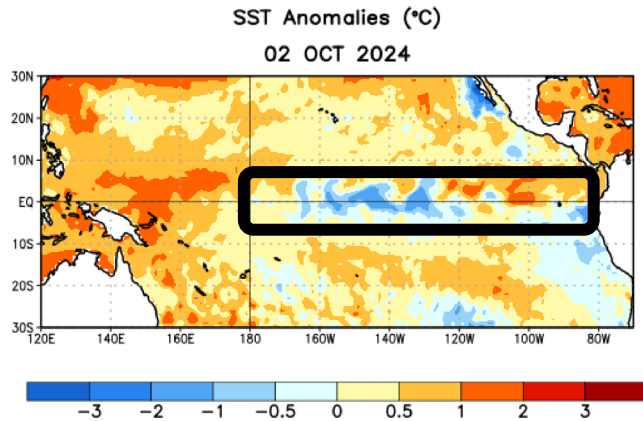 SST Anomalies (°C)
02 OCT 2024
30N
20N
10N
EQ
10S
20S
30S
120E 140E 160E 180 160W 140W 120W 100W 80W
-3 -2 -1 -0.5 0 0.5 1 2 3